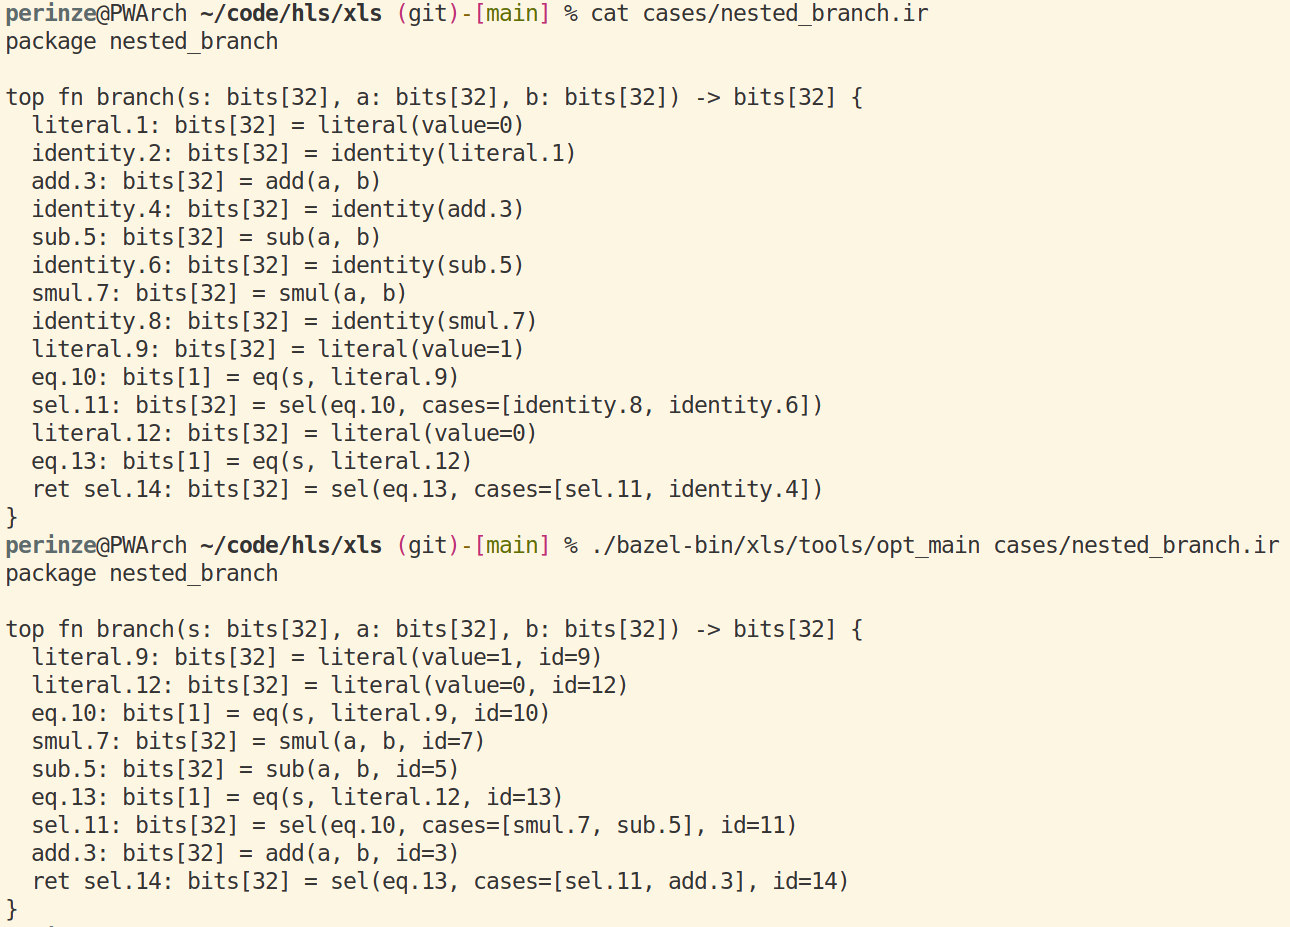 perinze@PWArch ~/code/hls/xls (git)-[main] % cat cases/nested_branch.ir
package nested_branch

top fn branch(s: bits[32], a: bits[32], b: bits[32]) -> bits[32] {
  literal.1: bits[32] = literal(value=0)
  identity.2: bits[32] = identity(literal.1)
  add.3: bits[32] = add(a, b)
  identity.4: bits[32] = identity(add.3)
  sub.5: bits[32] = sub(a, b)
  identity.6: bits[32] = identity(sub.5)
  smul.7: bits[32] = smul(a, b)
  identity.8: bits[32] = identity(smul.7)
  literal.9: bits[32] = literal(value=1)
  eq.10: bits[1] = eq(s, literal.9)
  sel.11: bits[32] = sel(eq.10, cases=[identity.8, identity.6])
  literal.12: bits[32] = literal(value=0)
  eq.13: bits[1] = eq(s, literal.12)
  ret sel.14: bits[32] = sel(eq.13, cases=[sel.11, identity.4])
}
perinze@PWArch ~/code/hls/xls (git)-[main] % ./bazel-bin/xls/tools/opt_main cases/nested_branch.ir
package nested_branch

top fn branch(s: bits[32], a: bits[32], b: bits[32]) -> bits[32] {
  literal.9: bits[32] = literal(value=1, id=9)
  literal.12: bits[32] = literal(value=0, id=12)
  eq.10: bits[1] = eq(s, literal.9, id=10)
  smul.7: bits[32] = smul(a, b, id=7)
  sub.5: bits[32] = sub(a, b, id=5)
  eq.13: bits[1] = eq(s, literal.12, id=13)
  sel.11: bits[32] = sel(eq.10, cases=[smul.7, sub.5], id=11)
  add.3: bits[32] = add(a, b, id=3)
  ret sel.14: bits[32] = sel(eq.13, cases=[sel.11, add.3], id=14)
}